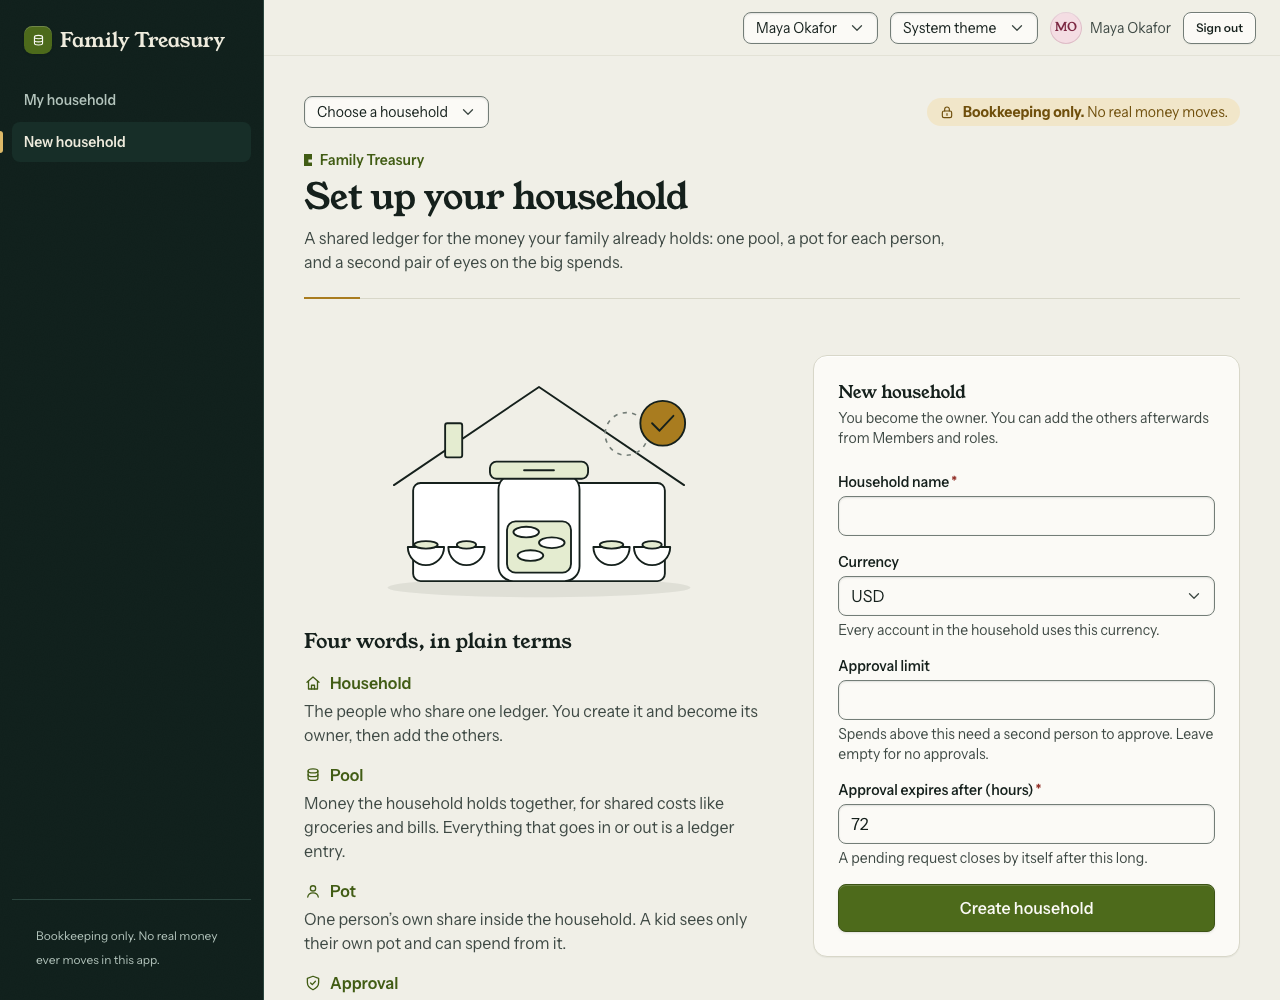 Family Treasury
My household
New household
Bookkeeping only. No real money
ever moves in this app.
Maya Okafor
System theme
MO
Maya Okafor
Sign out
Choose a household
Bookkeeping only. No real money moves.
Family Treasury
Set up your household
A shared ledger for the money your family already holds: one pool, a pot for each person,
and a second pair of eyes on the big spends.
Four words, in plain terms
Household
The people who share one ledger. You create it and become its
owner, then add the others.
Pool
Money the household holds together, for shared costs like
groceries and bills. Everything that goes in or out is a ledger
entry.
Pot
One person’s own share inside the household. A kid sees only
their own pot and can spend from it.
Approval
New household
You become the owner. You can add the others afterwards
from Members and roles.
Household name *
Currency
USD
Every account in the household uses this currency.
Approval limit
Spends above this need a second person to approve. Leave
empty for no approvals.
Approval expires after (hours) *
72
A pending request closes by itself after this long.
Create household